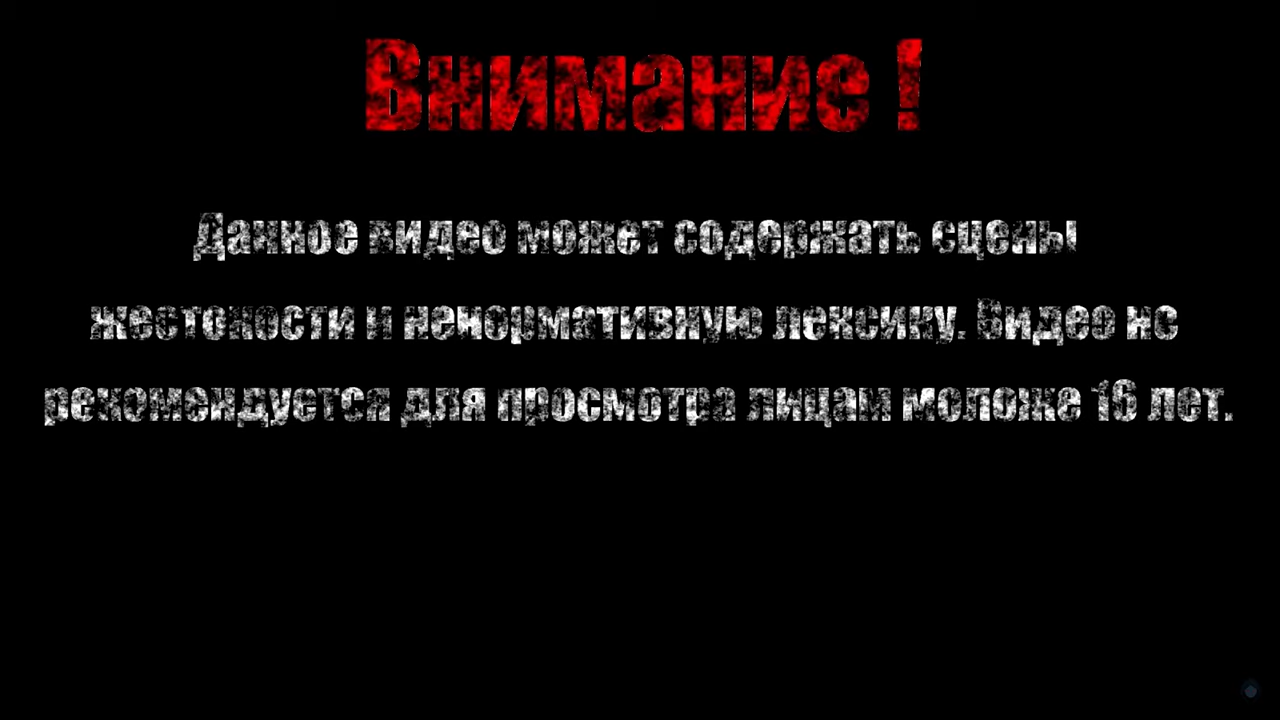 Внимание !
Данное видео может содержать сцены
жестокости и ненормативную лексику. Видео не
рекомендуется для просмотра лицам моложе 16 лет.